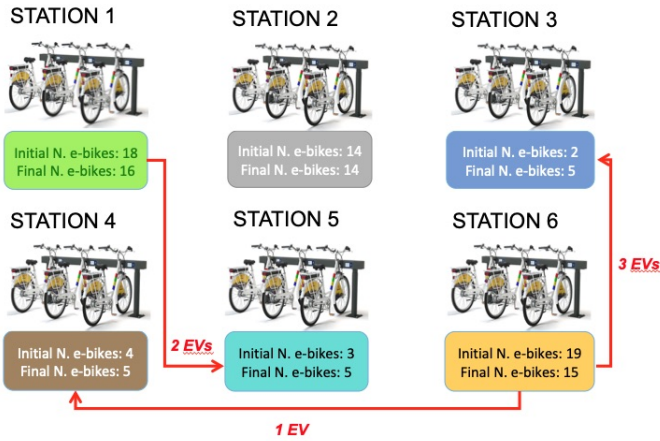 STATION 1
STATION 2
STATION 3
Initial N. e-bikes: 18
Final N. e-bikes: 16
Initial N. e-bikes: 14
Final N. e-bikes: 14
Initial N. e-bikes: 2
Final N. e-bikes: 5
STATION 4
STATION 5
STATION 6
3 EVs
2 EVs
Initial N. e-bikes: 4
Final N. e-bikes: 5
Initial N. e-bikes: 3
Final N. e-bikes: 5
Initial N. e-bikes: 19
Final N. e-bikes: 15
1 EV